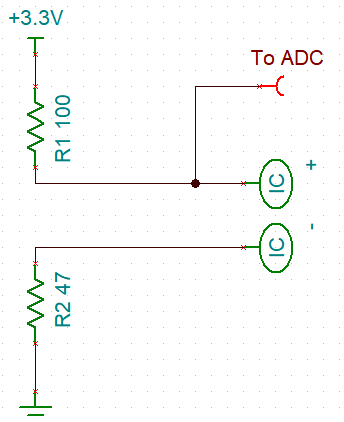 +3.3V
To ADC
R1 100
+
IC
-
IC
R2 47